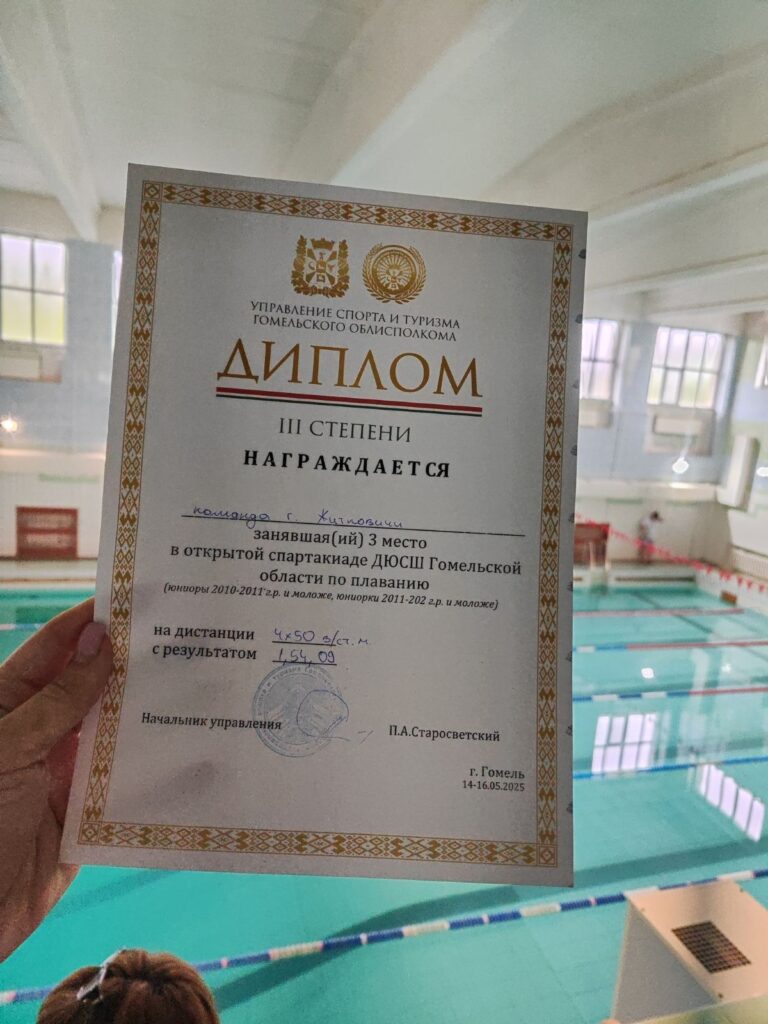 УПРАВЛЕНИЕ СПОРТА И ТУРИЗМА
ГОМЕЛЬСКОГО ОБЛИСПОЛКОМА
ДИПЛОМ
III СТЕПЕНИ
НАГРАЖДАЕТСЯ
команда г. Житковичи
занявшая(ий) 3 место
в открытой спартакиаде ДЮСШ Гомельской
области по плаванию
(юниоры 2010-2011 г.р. и моложе, юниорки 2011-202 г.р. и моложе)
на дистанции 4х50 в/ст. м.
с результатом 1,54,09
Начальник управления П.А.Старосветский
г. Гомель
14-16.05.2025